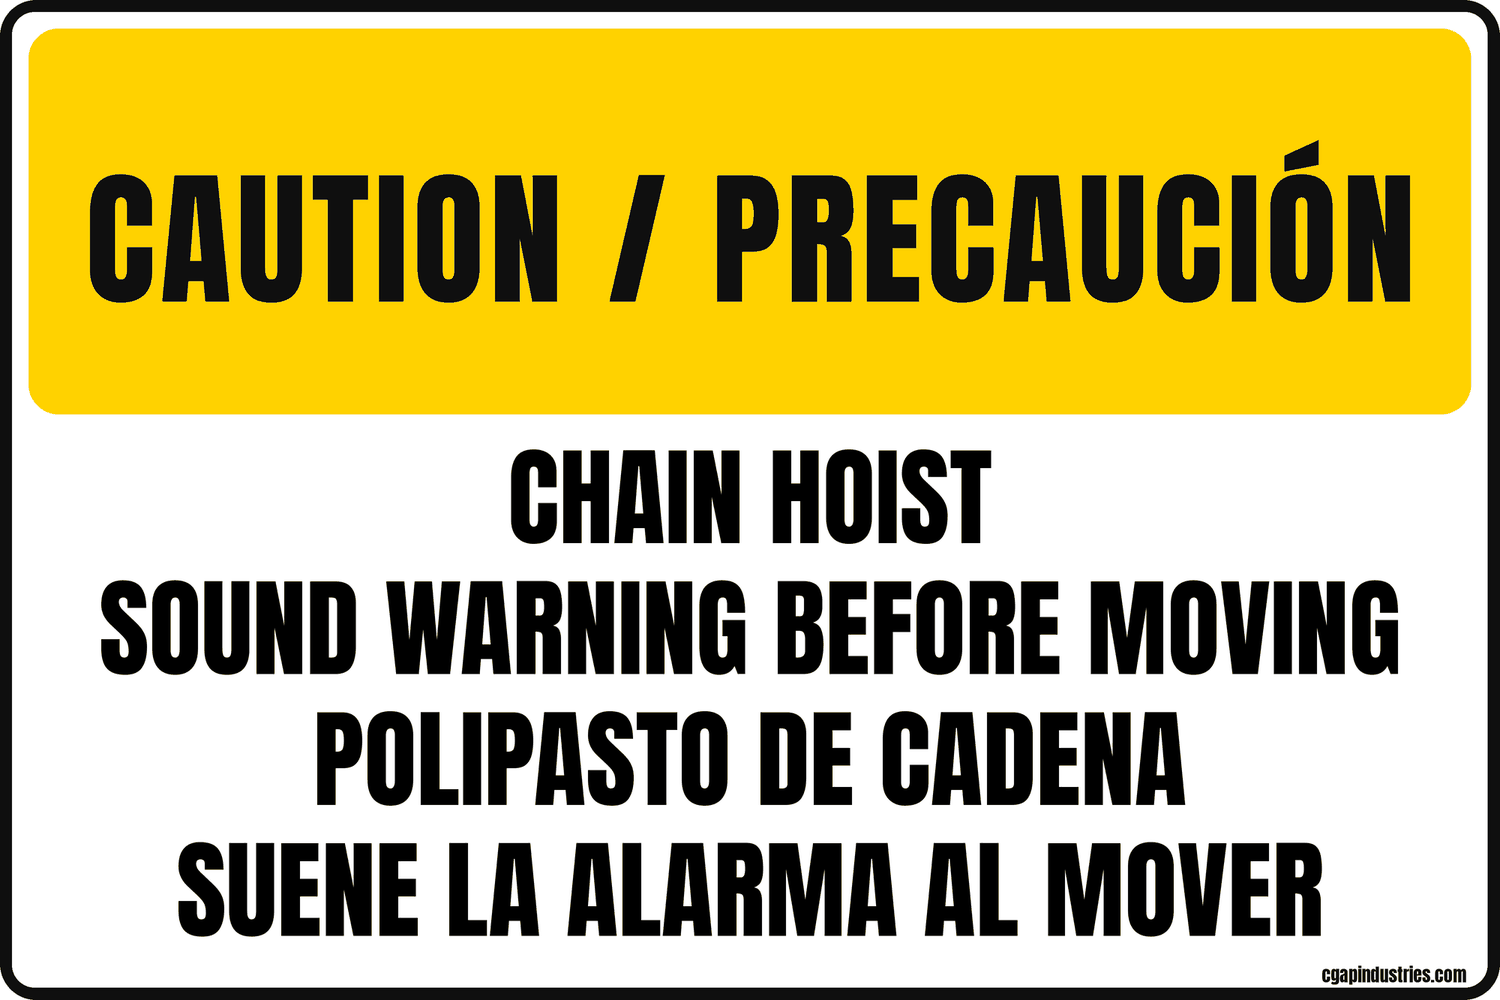 CAUTION / PRECAUCIÓN
CHAIN HOIST
SOUND WARNING BEFORE MOVING
POLIPASTO DE CADENA
SUENE LA ALARMA AL MOVER
cgapindustries.com